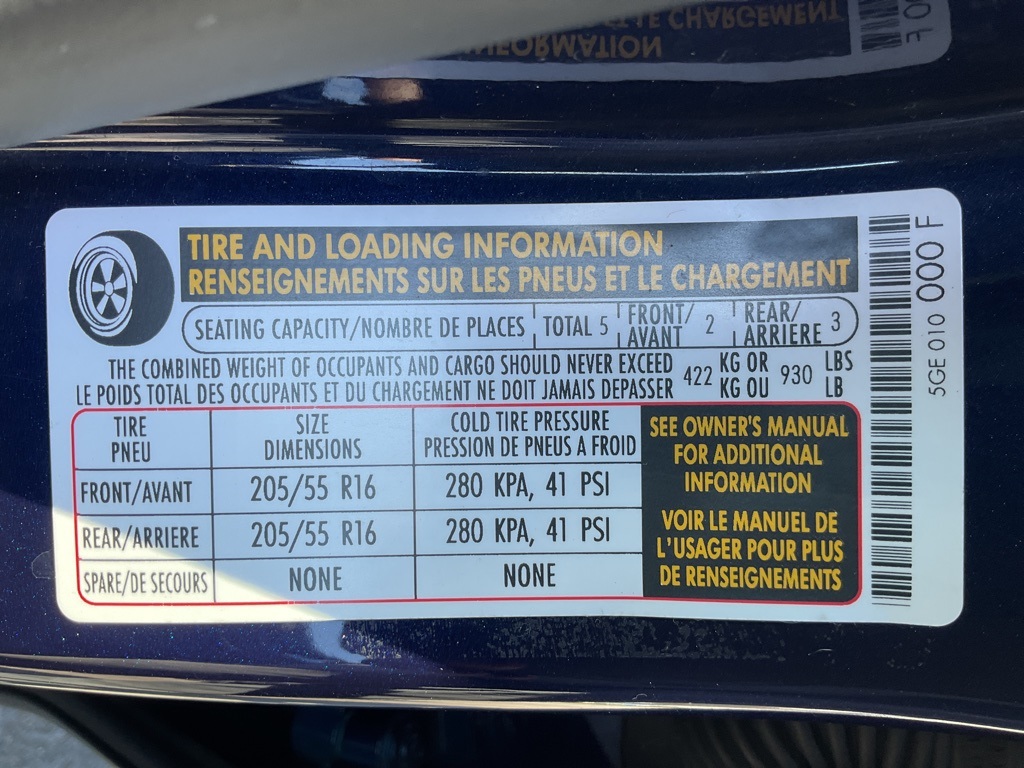 TIRE AND LOADING INFORMATION
RENSEIGNEMENTS SUR LES PNEUS ET LE CHARGEMENT
SEATING CAPACITY/NOMBRE DE PLACES TOTAL 5 FRONT/AVANT 2 REAR/ARRIERE 3
THE COMBINED WEIGHT OF OCCUPANTS AND CARGO SHOULD NEVER EXCEED 422 KG OR 930 LBS
LE POIDS TOTAL DES OCCUPANTS ET DU CHARGEMENT NE DOIT JAMAIS DEPASSER KG OU LB
TIRE SIZE COLD TIRE PRESSURE
PNEU DIMENSIONS PRESSION DE PNEUS A FROID
FRONT/AVANT 205/55 R16 280 KPA, 41 PSI
REAR/ARRIERE 205/55 R16 280 KPA, 41 PSI
SPARE/DE SECOURS NONE NONE
SEE OWNER'S MANUAL
FOR ADDITIONAL
INFORMATION
VOIR LE MANUEL DE
L'USAGER POUR PLUS
DE RENSEIGNEMENTS
5GE 010 000 F